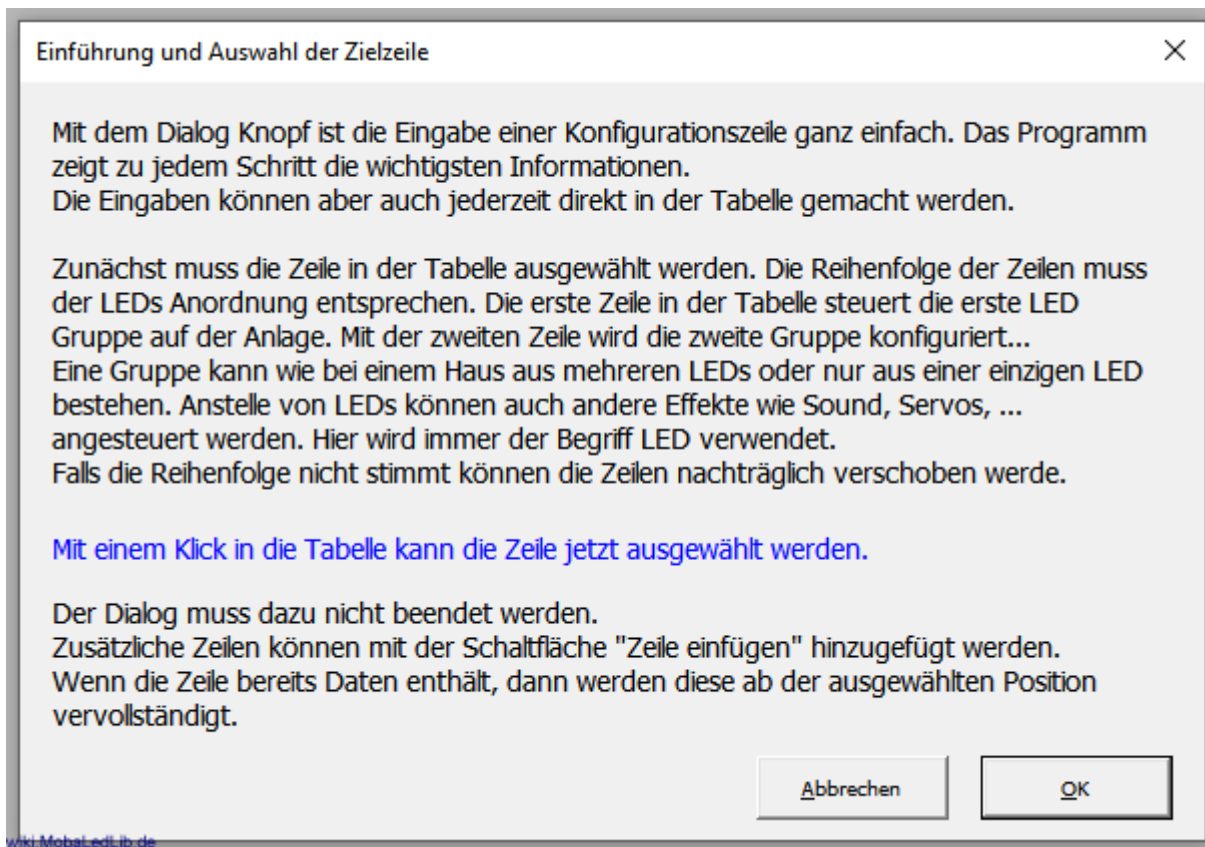 Einführung und Auswahl der Zielzeile
Mit dem Dialog Knopf ist die Eingabe einer Konfigurationszeile ganz einfach. Das Programm
zeigt zu jedem Schritt die wichtigsten Informationen.
Die Eingaben können aber auch jederzeit direkt in der Tabelle gemacht werden.
Zunächst muss die Zeile in der Tabelle ausgewählt werden. Die Reihenfolge der Zeilen muss
der LEDs Anordnung entsprechen. Die erste Zeile in der Tabelle steuert die erste LED
Gruppe auf der Anlage. Mit der zweiten Zeile wird die zweite Gruppe konfiguriert...
Eine Gruppe kann wie bei einem Haus aus mehreren LEDs oder nur aus einer einzigen LED
bestehen. Anstelle von LEDs können auch andere Effekte wie Sound, Servos, ...
angesteuert werden. Hier wird immer der Begriff LED verwendet.
Falls die Reihenfolge nicht stimmt können die Zeilen nachträglich verschoben werde.
Mit einem Klick in die Tabelle kann die Zeile jetzt ausgewählt werden.
Der Dialog muss dazu nicht beendet werden.
Zusätzliche Zeilen können mit der Schaltfläche "Zeile einfügen" hinzugefügt werden.
Wenn die Zeile bereits Daten enthält, dann werden diese ab der ausgewählten Position
vervollständigt.
Abbrechen OK
wiki.MobaLedLib.de